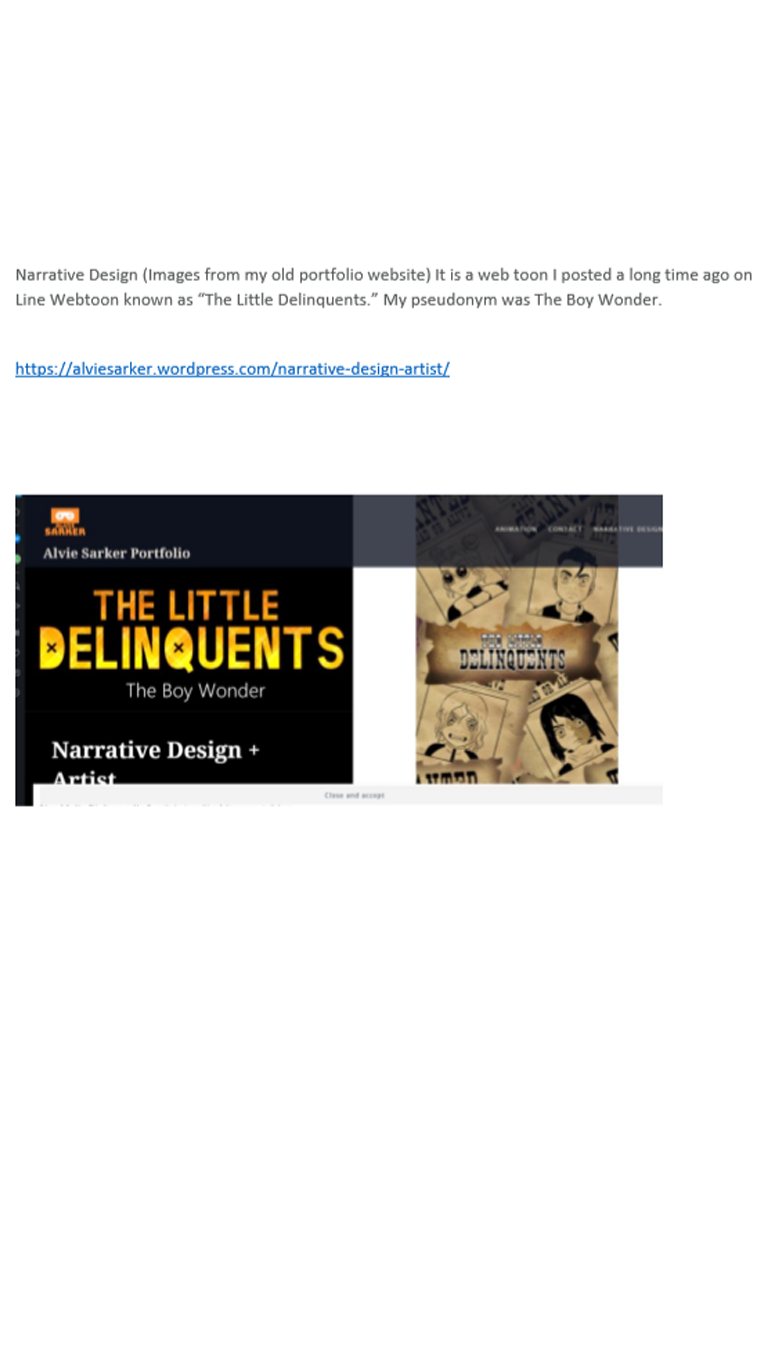 Narrative Design (Images from my old portfolio website) It is a web toon I posted a long time ago on
Line Webtoon known as “The Little Delinquents.” My pseudonym was The Boy Wonder.
https://alviesarker.wordpress.com/narrative-design-artist/
SARKER
Alvie Sarker Portfolio
ANIMATION CONTACT NARRATIVE DESIGN
THE LITTLE
DELINQUENTS
The Boy Wonder
Narrative Design +
Artist
THE LITTLE
DELINQUENTS
WANTED
Close and accept